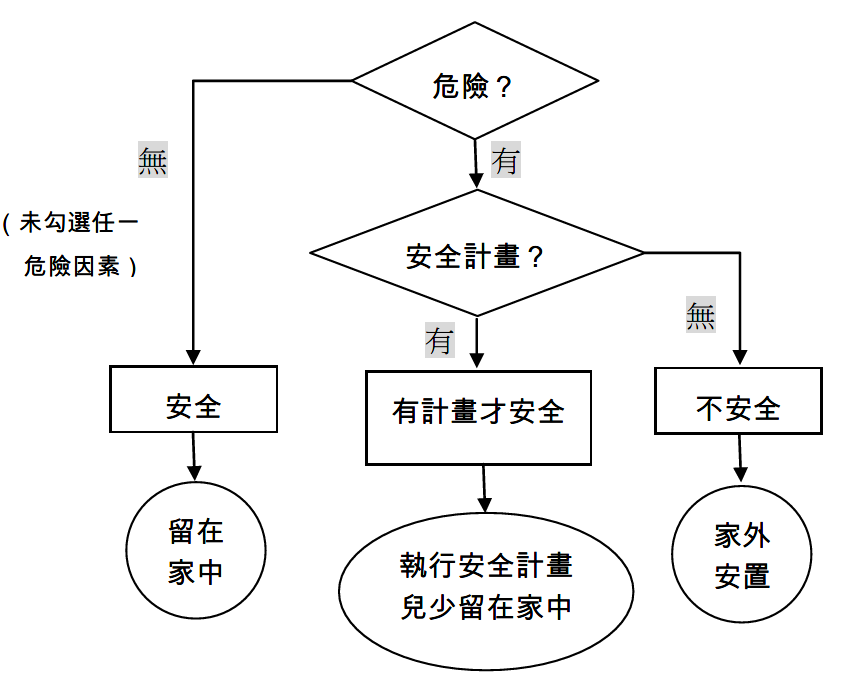 危險？
無
有
（未勾選任一
危險因素）
安全計畫？
有
無
安全
有計畫才安全
不安全
留在
家中
執行安全計畫
兒少留在家中
家外
安置